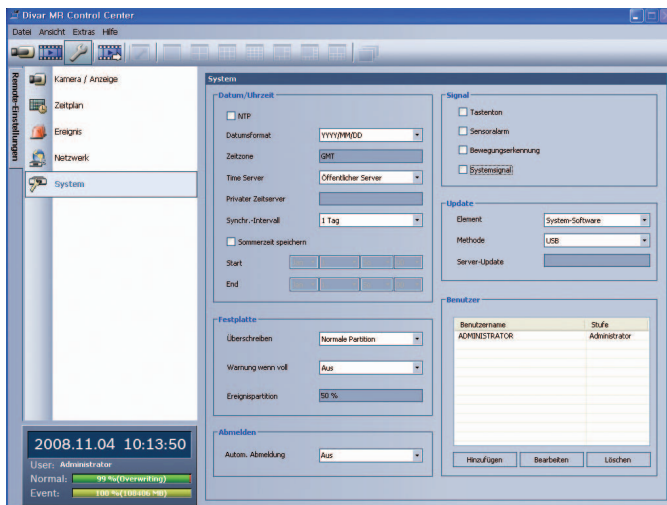 Divar MR Control Center
Datei Ansicht Extras Hilfe
Remote-Einstellungen
Kamera / Anzeige
Zeitplan
Ereignis
Netzwerk
System
2008.11.04 10:13:50
User: Administrator
Normal: 99 %(Overwriting)
Event: 100 %(100406 MB)
System
Datum/Uhrzeit
NTP
Datumsformat YYYY/MM/DD
Zeitzone GMT
Time Server Öffentlicher Server
Privater Zeitserver
Synchr.-Intervall 1 Tag
Sommerzeit speichern
Start
End
Festplatte
Überschreiben Normale Partition
Warnung wenn voll Aus
Ereignispartition 50 %
Abmelden
Autom. Abmeldung Aus
Signal
Tastenton
Sensoralarm
Bewegungserkennung
Systemsignal
Update
Element System-Software
Methode USB
Server-Update
Benutzer
Benutzername Stufe
ADMINISTRATOR Administrator
Hinzufügen Bearbeiten Löschen